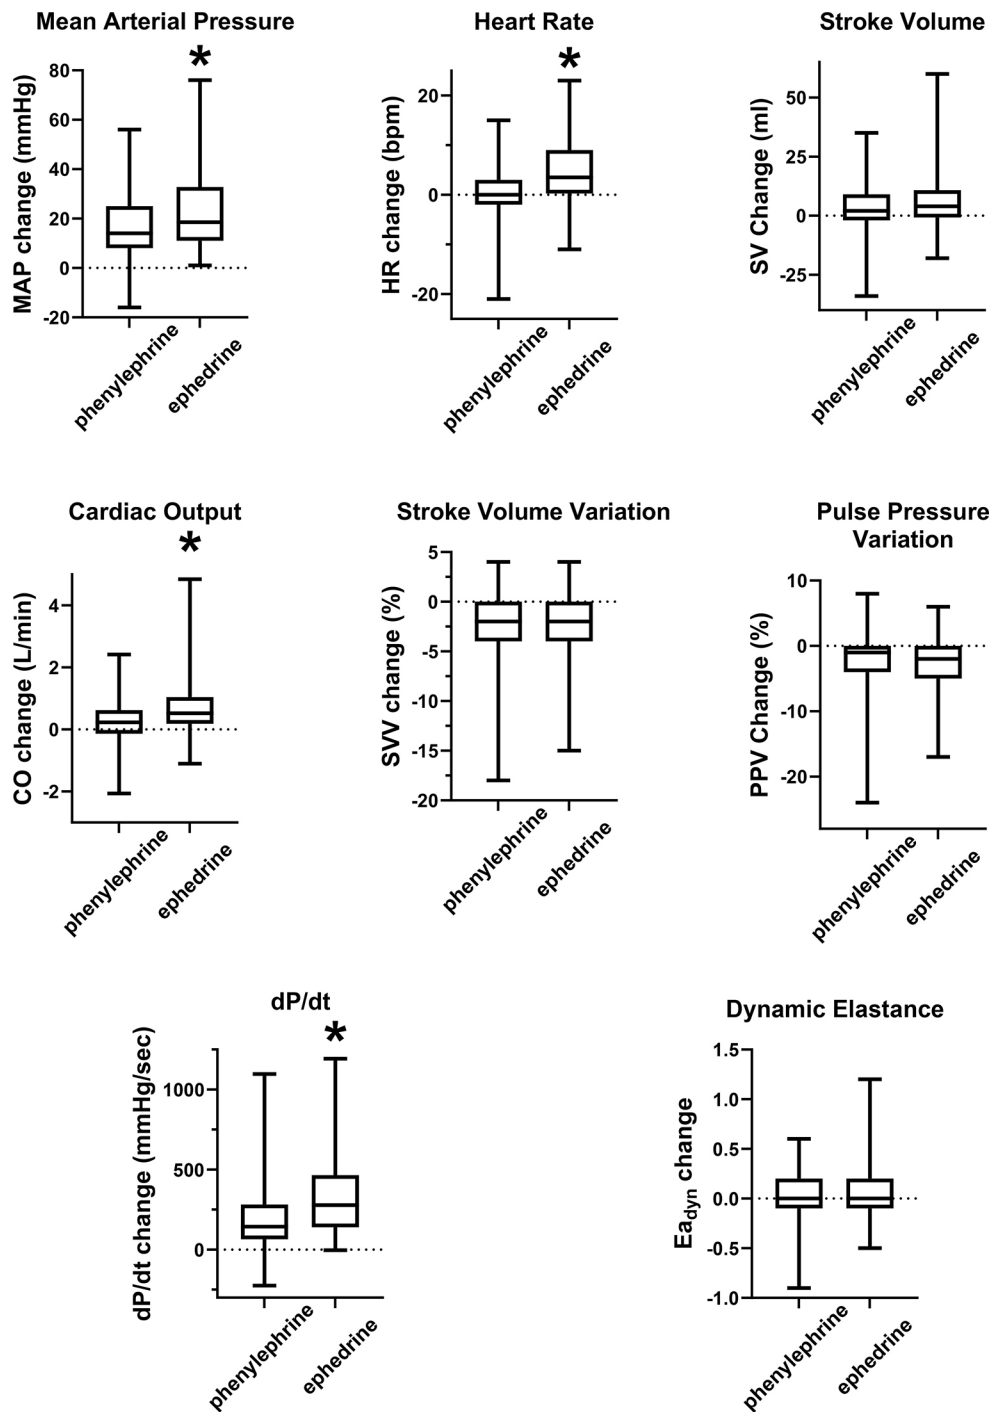 Mean Arterial Pressure
*
MAP change (mmHg)
80
60
40
20
0
-20
phenylephrine
ephedrine
Heart Rate
*
HR change (bpm)
20
0
-20
phenylephrine
ephedrine
Stroke Volume
SV Change (ml)
50
25
0
-25
phenylephrine
ephedrine
Cardiac Output
*
CO change (L/min)
4
2
0
-2
phenylephrine
ephedrine
Stroke Volume Variation
SVV change (%)
5
0
-5
-10
-15
-20
phenylephrine
ephedrine
Pulse Pressure
Variation
PPV Change (%)
10
0
-10
-20
phenylephrine
ephedrine
dP/dt
*
dP/dt change (mmHg/sec)
1000
500
0
phenylephrine
ephedrine
Dynamic Elastance
Eadyn change
1.5
1.0
0.5
0.0
-0.5
-1.0
phenylephrine
ephedrine